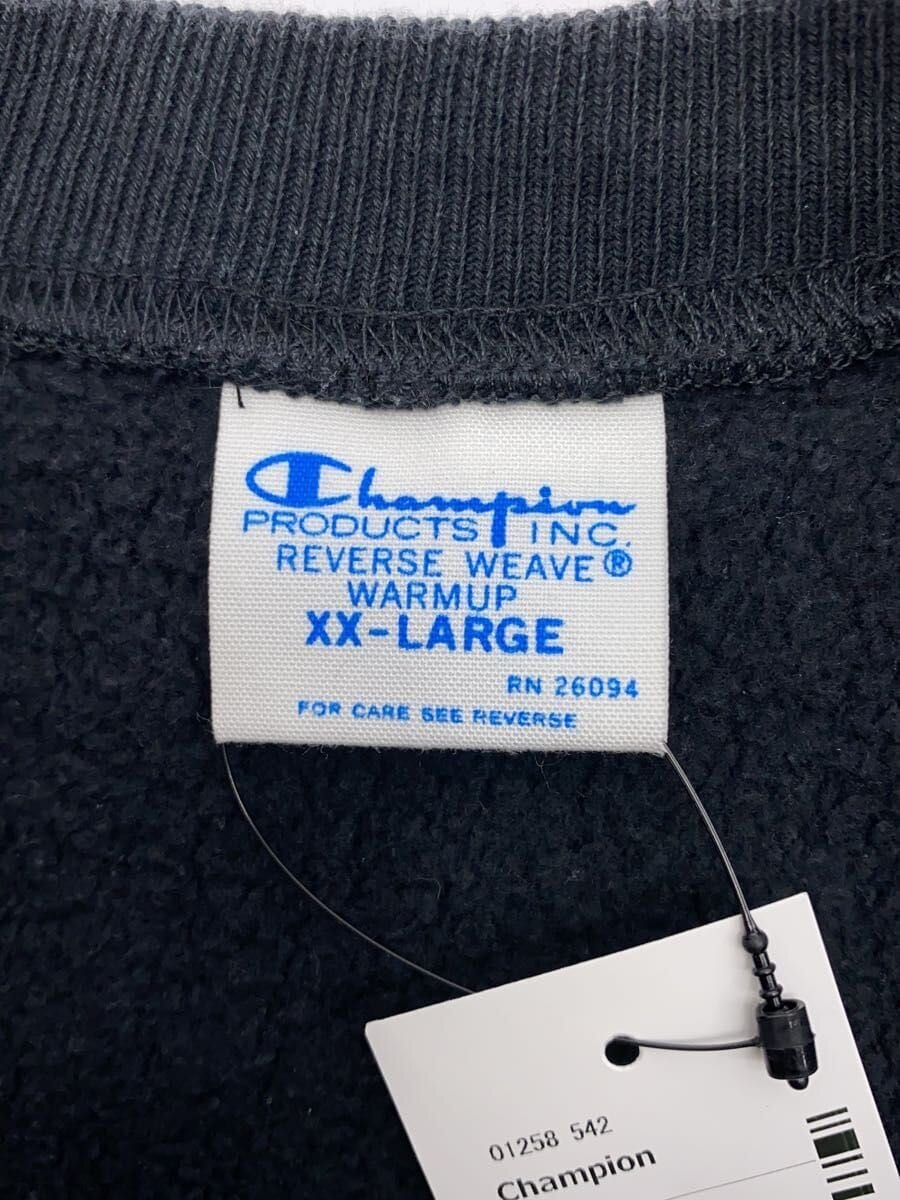 Champion
PRODUCTS INC.
REVERSE WEAVE®
WARMUP
XX-LARGE
RN 26094
FOR CARE SEE REVERSE
01258 542
Champion